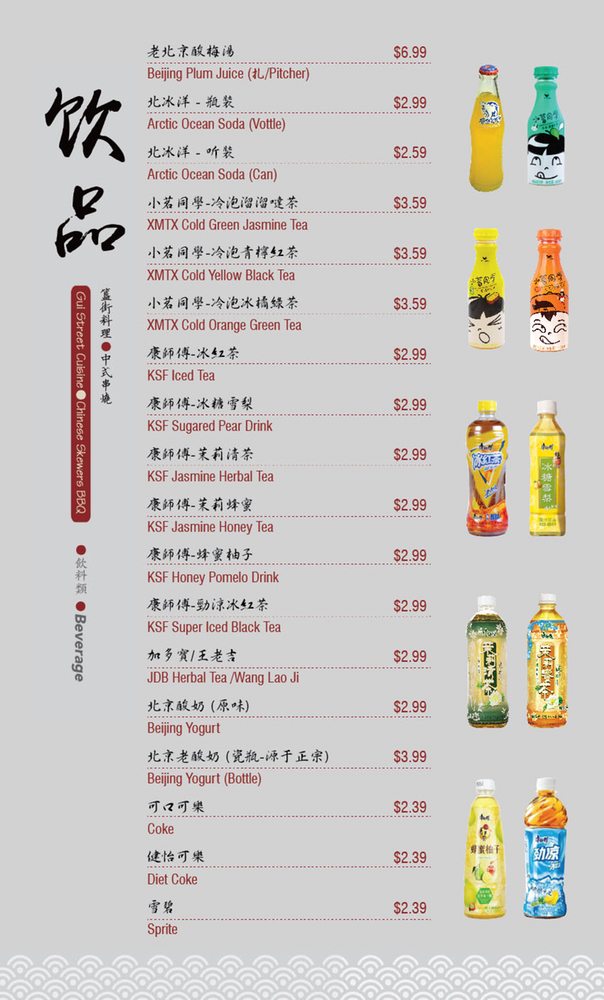 飲品
簋街料理●中式串燒
Gui Street Cuisine●Chinese Skewers BBQ
●飲料類 ●Beverage
老北京酸梅湯 $6.99
Beijing Plum Juice (扎/Pitcher)
北冰洋 - 瓶裝 $2.99
Arctic Ocean Soda (Vottle)
北冰洋 - 听裝 $2.59
Arctic Ocean Soda (Can)
小茗同學-冷泡溜溜噠茶 $3.59
XMTX Cold Green Jasmine Tea
小茗同學-冷泡青檸紅茶 $3.59
XMTX Cold Yellow Black Tea
小茗同學-冷泡冰橘綠茶 $3.59
XMTX Cold Orange Green Tea
康師傅-冰紅茶 $2.99
KSF Iced Tea
康師傅-冰糖雪梨 $2.99
KSF Sugared Pear Drink
康師傅-茉莉清茶 $2.99
KSF Jasmine Herbal Tea
康師傅-茉莉蜂蜜 $2.99
KSF Jasmine Honey Tea
康師傅-蜂蜜柚子 $2.99
KSF Honey Pomelo Drink
康師傅-勁涼冰紅茶 $2.99
KSF Super Iced Black Tea
加多寶/王老吉 $2.99
JDB Herbal Tea /Wang Lao Ji
北京酸奶 (原味) $2.99
Beijing Yogurt
北京老酸奶 (瓷瓶-源于正宗) $3.99
Beijing Yogurt (Bottle)
可口可樂 $2.39
Coke
健怡可樂 $2.39
Diet Coke
雪碧 $2.39
Sprite
冰糖雪梨
蜂蜜柚子
劲凉